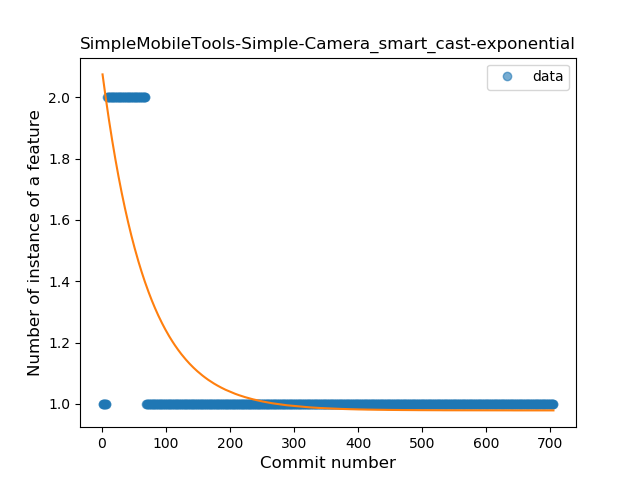 SimpleMobileTools-Simple-Camera_smart_cast-exponential
data
Number of instance of a feature
2.0
1.8
1.6
1.4
1.2
1.0
0 100 200 300 400 500 600 700
Commit number